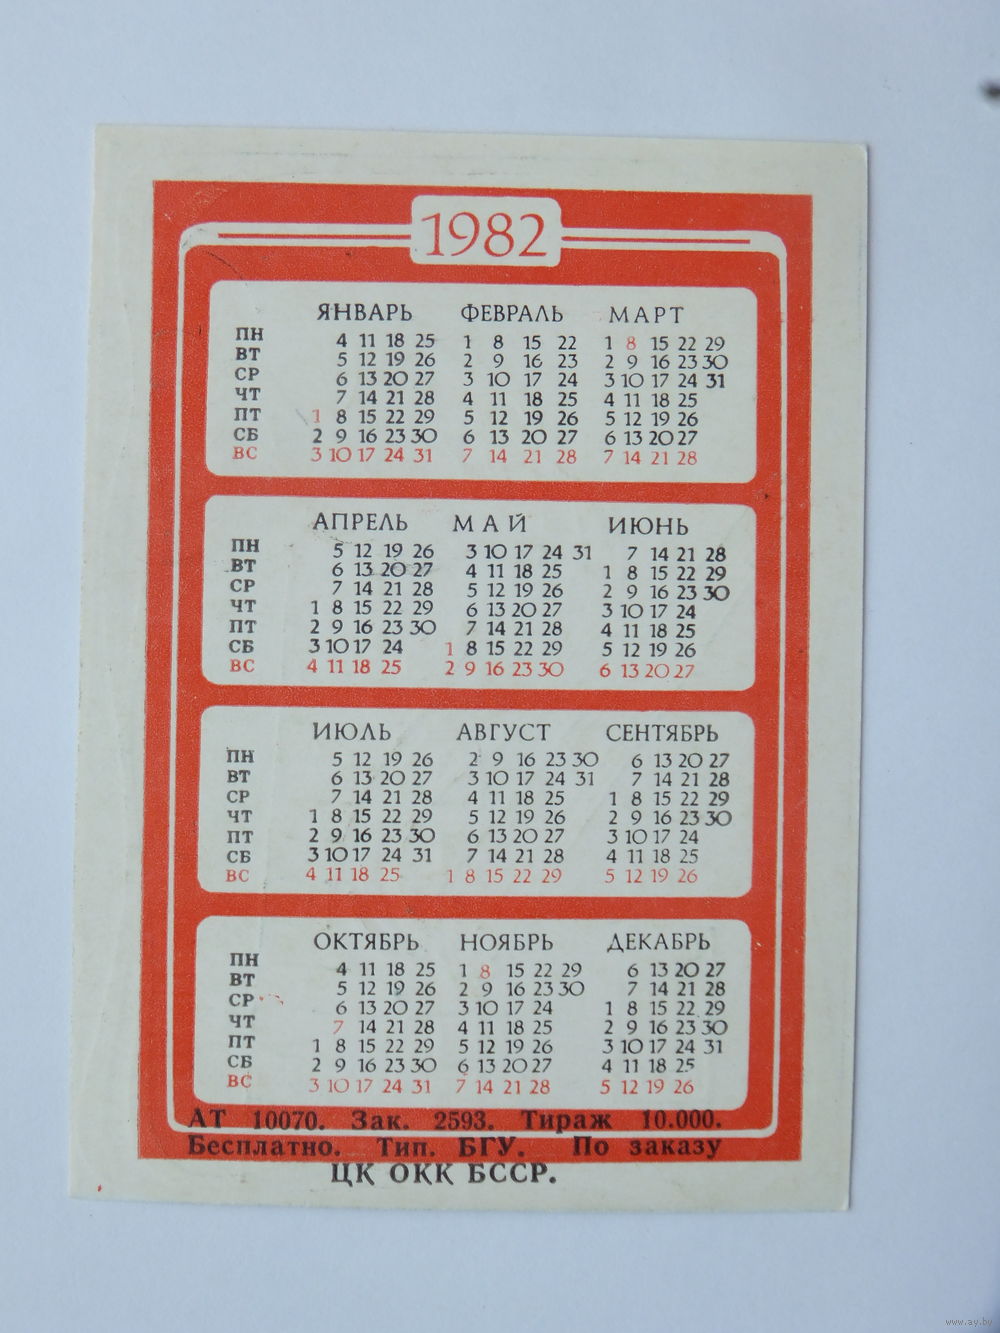 1982
ЯНВАРЬ ФЕВРАЛЬ МАРТ
ПН 4 11 18 25 1 8 15 22 1 8 15 22 29
ВТ 5 12 19 26 2 9 16 23 2 9 16 23 30
СР 6 13 20 27 3 10 17 24 3 10 17 24 31
ЧТ 7 14 21 28 4 11 18 25 4 11 18 25
ПТ 1 8 15 22 29 5 12 19 26 5 12 19 26
СБ 2 9 16 23 30 6 13 20 27 6 13 20 27
ВС 3 10 17 24 31 7 14 21 28 7 14 21 28
АПРЕЛЬ МАЙ ИЮНЬ
ПН 5 12 19 26 3 10 17 24 31 7 14 21 28
ВТ 6 13 20 27 4 11 18 25 1 8 15 22 29
СР 7 14 21 28 5 12 19 26 2 9 16 23 30
ЧТ 1 8 15 22 29 6 13 20 27 3 10 17 24
ПТ 2 9 16 23 30 7 14 21 28 4 11 18 25
СБ 3 10 17 24 1 8 15 22 29 5 12 19 26
ВС 4 11 18 25 2 9 16 23 30 6 13 20 27
ИЮЛЬ АВГУСТ СЕНТЯБРЬ
ПН 5 12 19 26 2 9 16 23 30 6 13 20 27
ВТ 6 13 20 27 3 10 17 24 31 7 14 21 28
СР 7 14 21 28 4 11 18 25 1 8 15 22 29
ЧТ 1 8 15 22 29 5 12 19 26 2 9 16 23 30
ПТ 2 9 16 23 30 6 13 20 27 3 10 17 24
СБ 3 10 17 24 31 7 14 21 28 4 11 18 25
ВС 4 11 18 25 1 8 15 22 29 5 12 19 26
ОКТЯБРЬ НОЯБРЬ ДЕКАБРЬ
ПН 4 11 18 25 1 8 15 22 29 6 13 20 27
ВТ 5 12 19 26 2 9 16 23 30 7 14 21 28
СР 6 13 20 27 3 10 17 24 1 8 15 22 29
ЧТ 7 14 21 28 4 11 18 25 2 9 16 23 30
ПТ 1 8 15 22 29 5 12 19 26 3 10 17 24 31
СБ 2 9 16 23 30 6 13 20 27 4 11 18 25
ВС 3 10 17 24 31 7 14 21 28 5 12 19 26
АТ 10070. Зак. 2593. Тираж 10.000.
Бесплатно. Тип. БГУ. По заказу
ЦК ОКК БССР.
www.ay.by